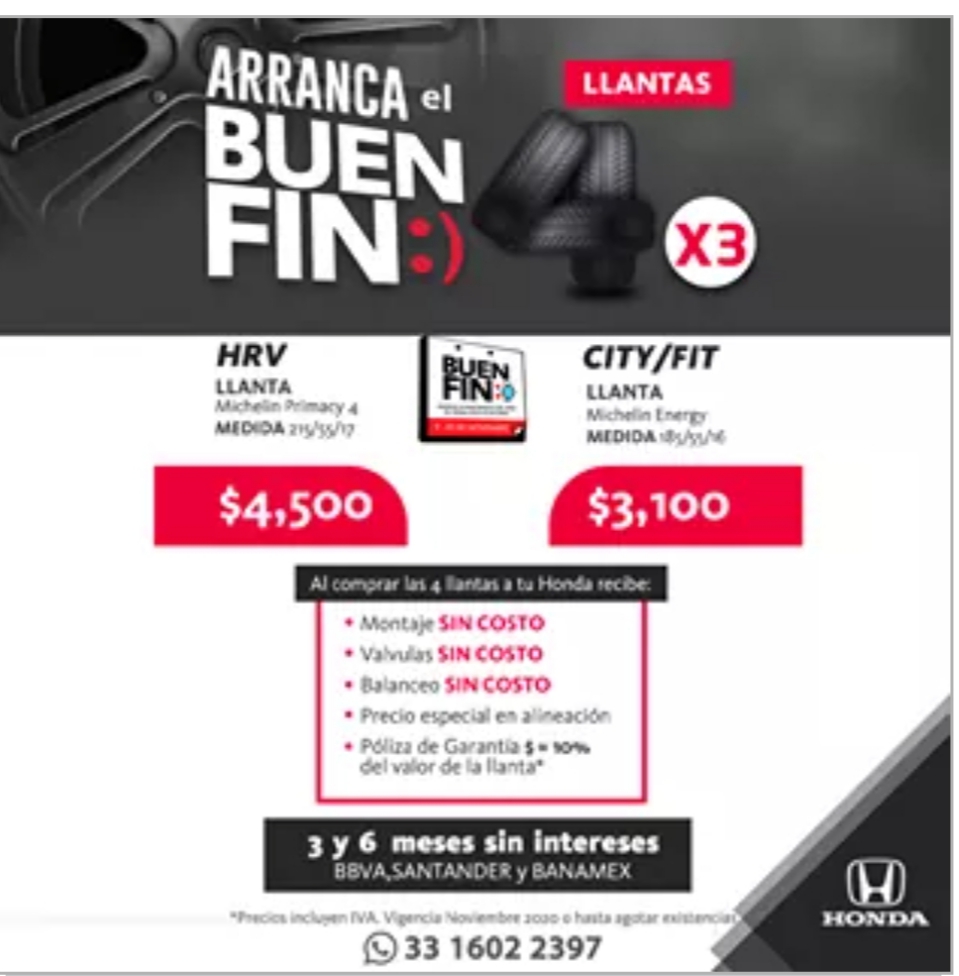 ARRANCA el
BUEN
FIN:)
LLANTAS
X3
HRV
LLANTA
Michelin Primacy 4
MEDIDA 215/55/17
BUEN
FIN:)
CITY/FIT
LLANTA
Michelin Energy
MEDIDA 185/55/16
$4,500
$3,100
Al comprar las 4 llantas a tu Honda recibe:
• Montaje SIN COSTO
• Valvulas SIN COSTO
• Balanceo SIN COSTO
• Precio especial en alineación
• Póliza de Garantía $ = 10%
del valor de la llanta*
3 y 6 meses sin intereses
BBVA,SANTANDER y BANAMEX
*Precios incluyen IVA. Vigencia Noviembre 2020 o hasta agotar existencias.
33 1602 2397
HONDA